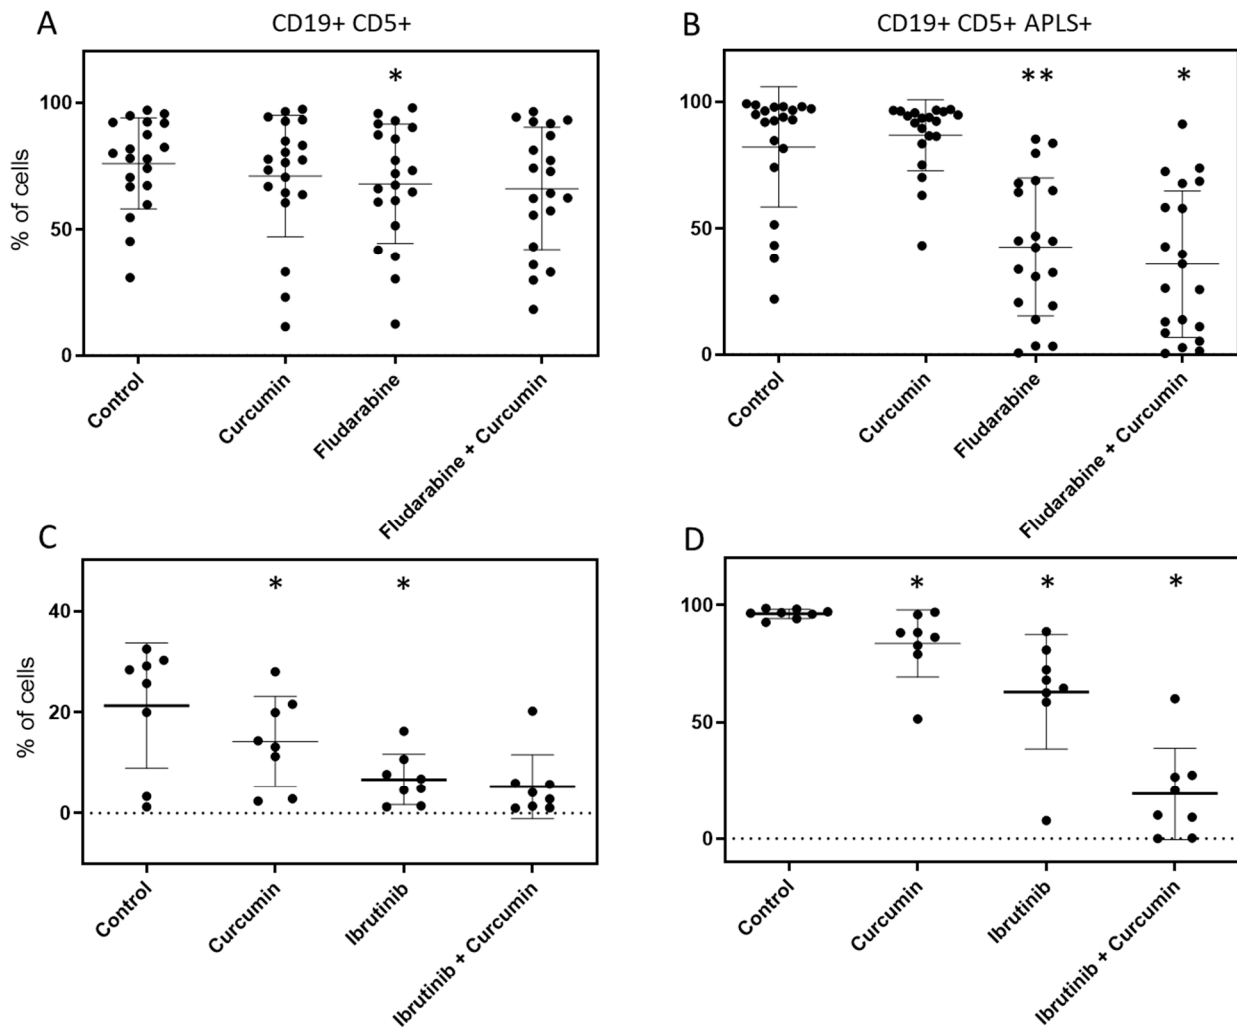 A
CD19+ CD5+
*
% of cells
100
50
0
Control
Curcumin
Fludarabine
Fludarabine + Curcumin
B
CD19+ CD5+ APLS+
**
*
100
50
0
Control
Curcumin
Fludarabine
Fludarabine + Curcumin
C
*
*
% of cells
40
20
0
Control
Curcumin
Ibrutinib
Ibrutinib + Curcumin
D
*
*
*
100
50
0
Control
Curcumin
Ibrutinib
Ibrutinib + Curcumin